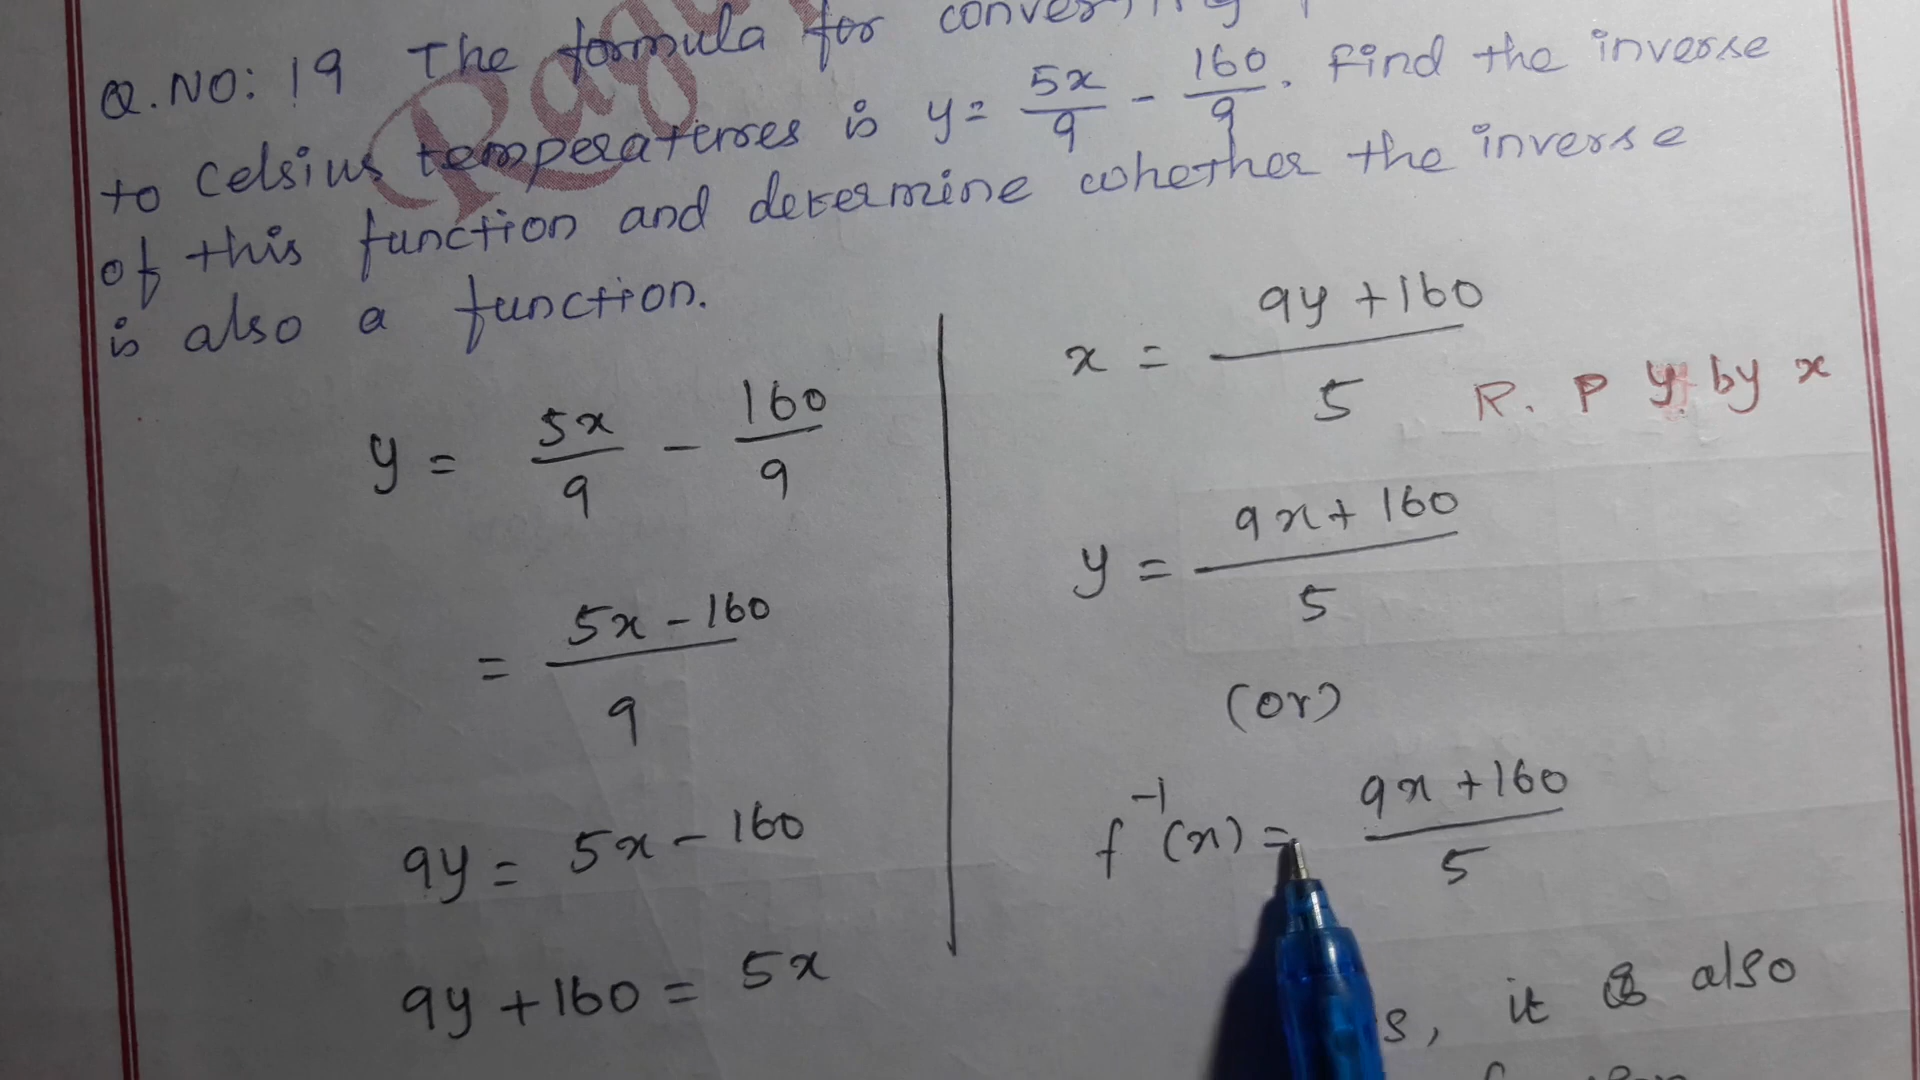 Q.NO: 19 The formula for converting
to Celsius temperatures is y = 5x/9 - 160/9. Find the inverse
of this function and determine whether the inverse
is also a function.
y = 5x/9 - 160/9
= 5x - 160/9
9y = 5x - 160
9y + 160 = 5x
x = 9y + 160/5
R. P y by x
y = 9x + 160/5
(or)
f⁻¹(x) = 9x + 160/5
s, it is also